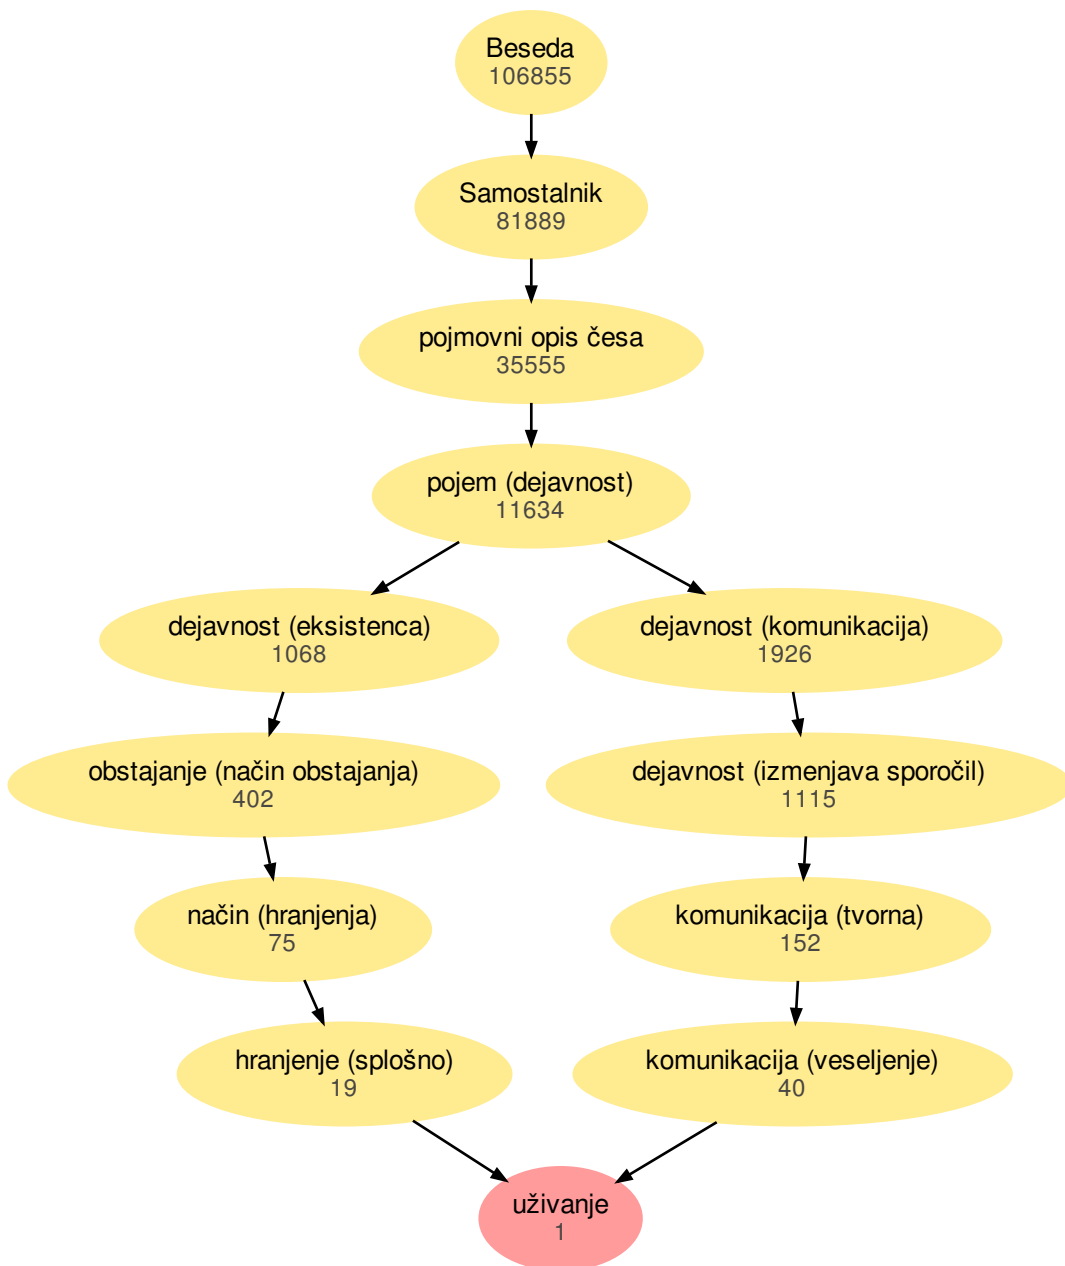 Beseda
106855
Samostalnik
81889
pojmovni opis česa
35555
pojem (dejavnost)
11634
dejavnost (eksistenca)
1068
dejavnost (komunikacija)
1926
obstajanje (način obstajanja)
402
dejavnost (izmenjava sporočil)
1115
način (hranjenja)
75
komunikacija (tvorna)
152
hranjenje (splošno)
19
komunikacija (veseljenje)
40
uživanje
1